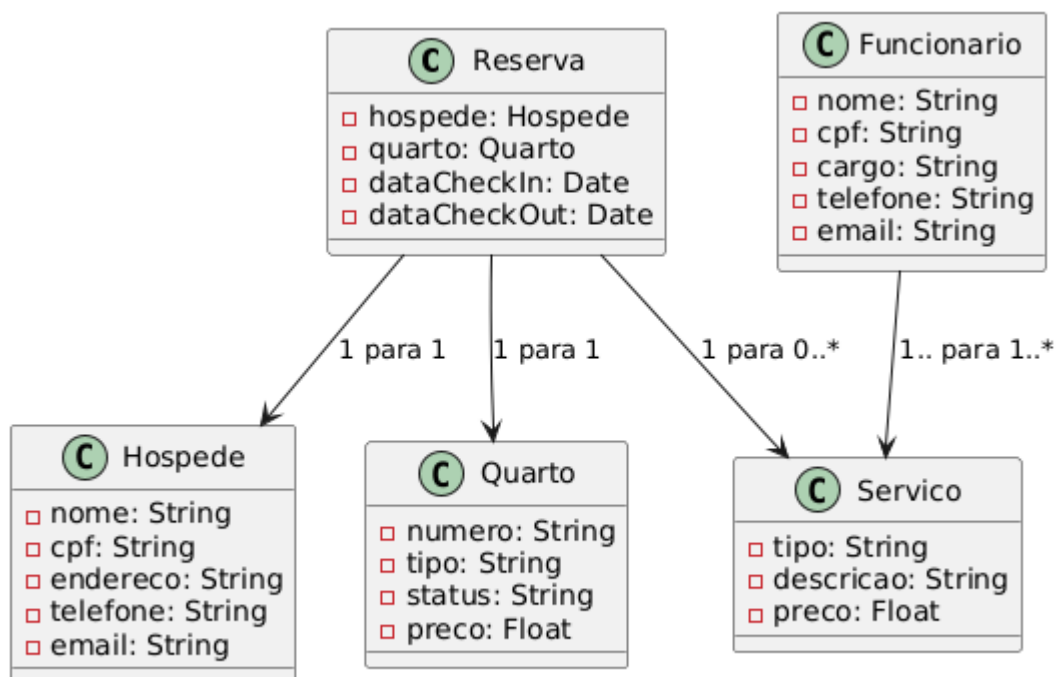 C Reserva
hospede: Hospede
quarto: Quarto
dataCheckIn: Date
dataCheckOut: Date
C Funcionario
nome: String
cpf: String
cargo: String
telefone: String
email: String
1 para 1
1 para 1
1 para 0..*
1.. para 1..*
C Hospede
nome: String
cpf: String
endereco: String
telefone: String
email: String
C Quarto
numero: String
tipo: String
status: String
preco: Float
C Servico
tipo: String
descricao: String
preco: Float